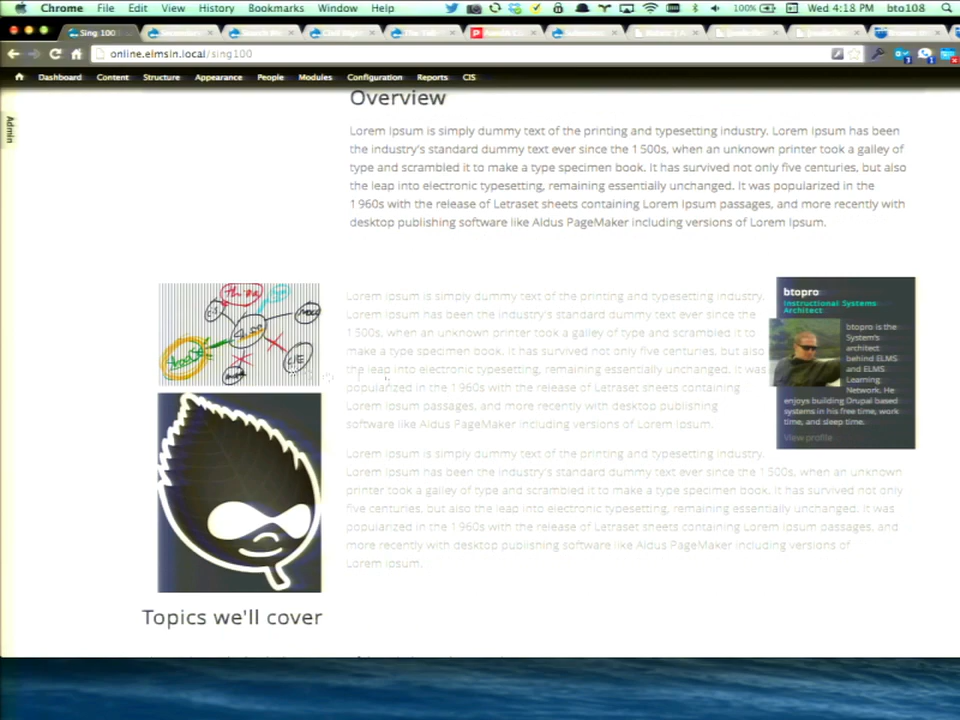 Chrome File Edit View History Bookmarks Window Help 100% Wed 4:18 PM bto108
Sing 100
online.elmsln.local/sing100
Dashboard Content Structure Appearance People Modules Configuration Reports CIS
Admin
Overview
Lorem Ipsum is simply dummy text of the printing and typesetting industry. Lorem Ipsum has been
the industry's standard dummy text ever since the 1500s, when an unknown printer took a galley of
type and scrambled it to make a type specimen book. It has survived not only five centuries, but also
the leap into electronic typesetting, remaining essentially unchanged. It was popularized in the
1960s with the release of Letraset sheets containing Lorem Ipsum passages, and more recently with
desktop publishing software like Aldus PageMaker including versions of Lorem Ipsum.
Lorem Ipsum is simply dummy text of the printing and typesetting industry.
Lorem Ipsum has been the industry's standard dummy text ever since the
1500s, when an unknown printer took a galley of type and scrambled it to
make a type specimen book. It has survived not only five centuries, but also
the leap into electronic typesetting, remaining essentially unchanged. It was
popularized in the 1960s with the release of Letraset sheets containing
Lorem Ipsum passages, and more recently with desktop publishing
software like Aldus PageMaker including versions of Lorem Ipsum.
btopro
Instructional Systems
Architect
btopro is the
System's
architect
behind ELMS
and ELMS
Learning
Network. He
enjoys building Drupal based
systems in his free time, work
time, and sleep time.
View profile
Lorem Ipsum is simply dummy text of the printing and typesetting industry.
Lorem Ipsum has been the industry's standard dummy text ever since the 1500s, when an unknown
printer took a galley of type and scrambled it to make a type specimen book. It has survived not only
five centuries, but also the leap into electronic typesetting, remaining essentially unchanged. It was
popularized in the 1960s with the release of Letraset sheets containing Lorem Ipsum passages, and
more recently with desktop publishing software like Aldus PageMaker including versions of
Lorem Ipsum.
Topics we'll cover